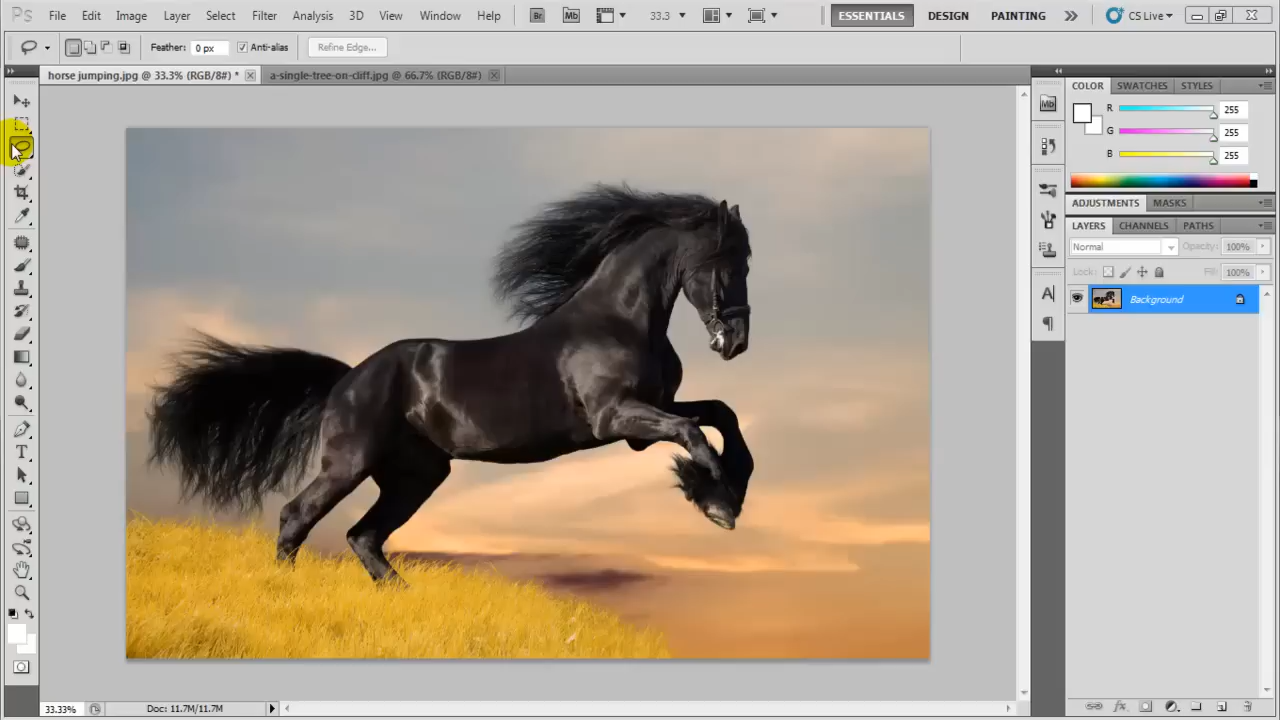 Ps File Edit Image Layer Select Filter Analysis 3D View Window Help Br Mb 33.3 ESSENTIALS DESIGN PAINTING CS Live
Feather: 0 px Anti-alias Refine Edge...
horse jumping.jpg @ 33.3% (RGB/8#) * a-single-tree-on-cliff.jpg @ 66.7% (RGB/8#)
COLOR SWATCHES STYLES
Mb
R 255
G 255
B 255
ADJUSTMENTS MASKS
LAYERS CHANNELS PATHS
Normal Opacity: 100%
Lock: Fill: 100%
Background
A
T
33.33% Doc: 11.7M/11.7M
fx